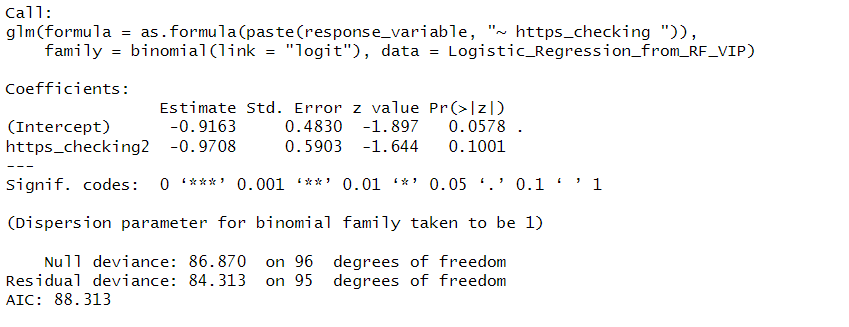 Call:
glm(formula = as.formula(paste(response_variable, "~ https_checking ")),
    family = binomial(link = "logit"), data = Logistic_Regression_from_RF_VIP)

Coefficients:
                Estimate Std. Error z value Pr(>|z|)
(Intercept)      -0.9163     0.4830  -1.897   0.0578 .
https_checking2  -0.9708     0.5903  -1.644   0.1001
---
Signif. codes:  0 ‘***’ 0.001 ‘**’ 0.01 ‘*’ 0.05 ‘.’ 0.1 ‘ ’ 1

(Dispersion parameter for binomial family taken to be 1)

    Null deviance: 86.870  on 96  degrees of freedom
Residual deviance: 84.313  on 95  degrees of freedom
AIC: 88.313